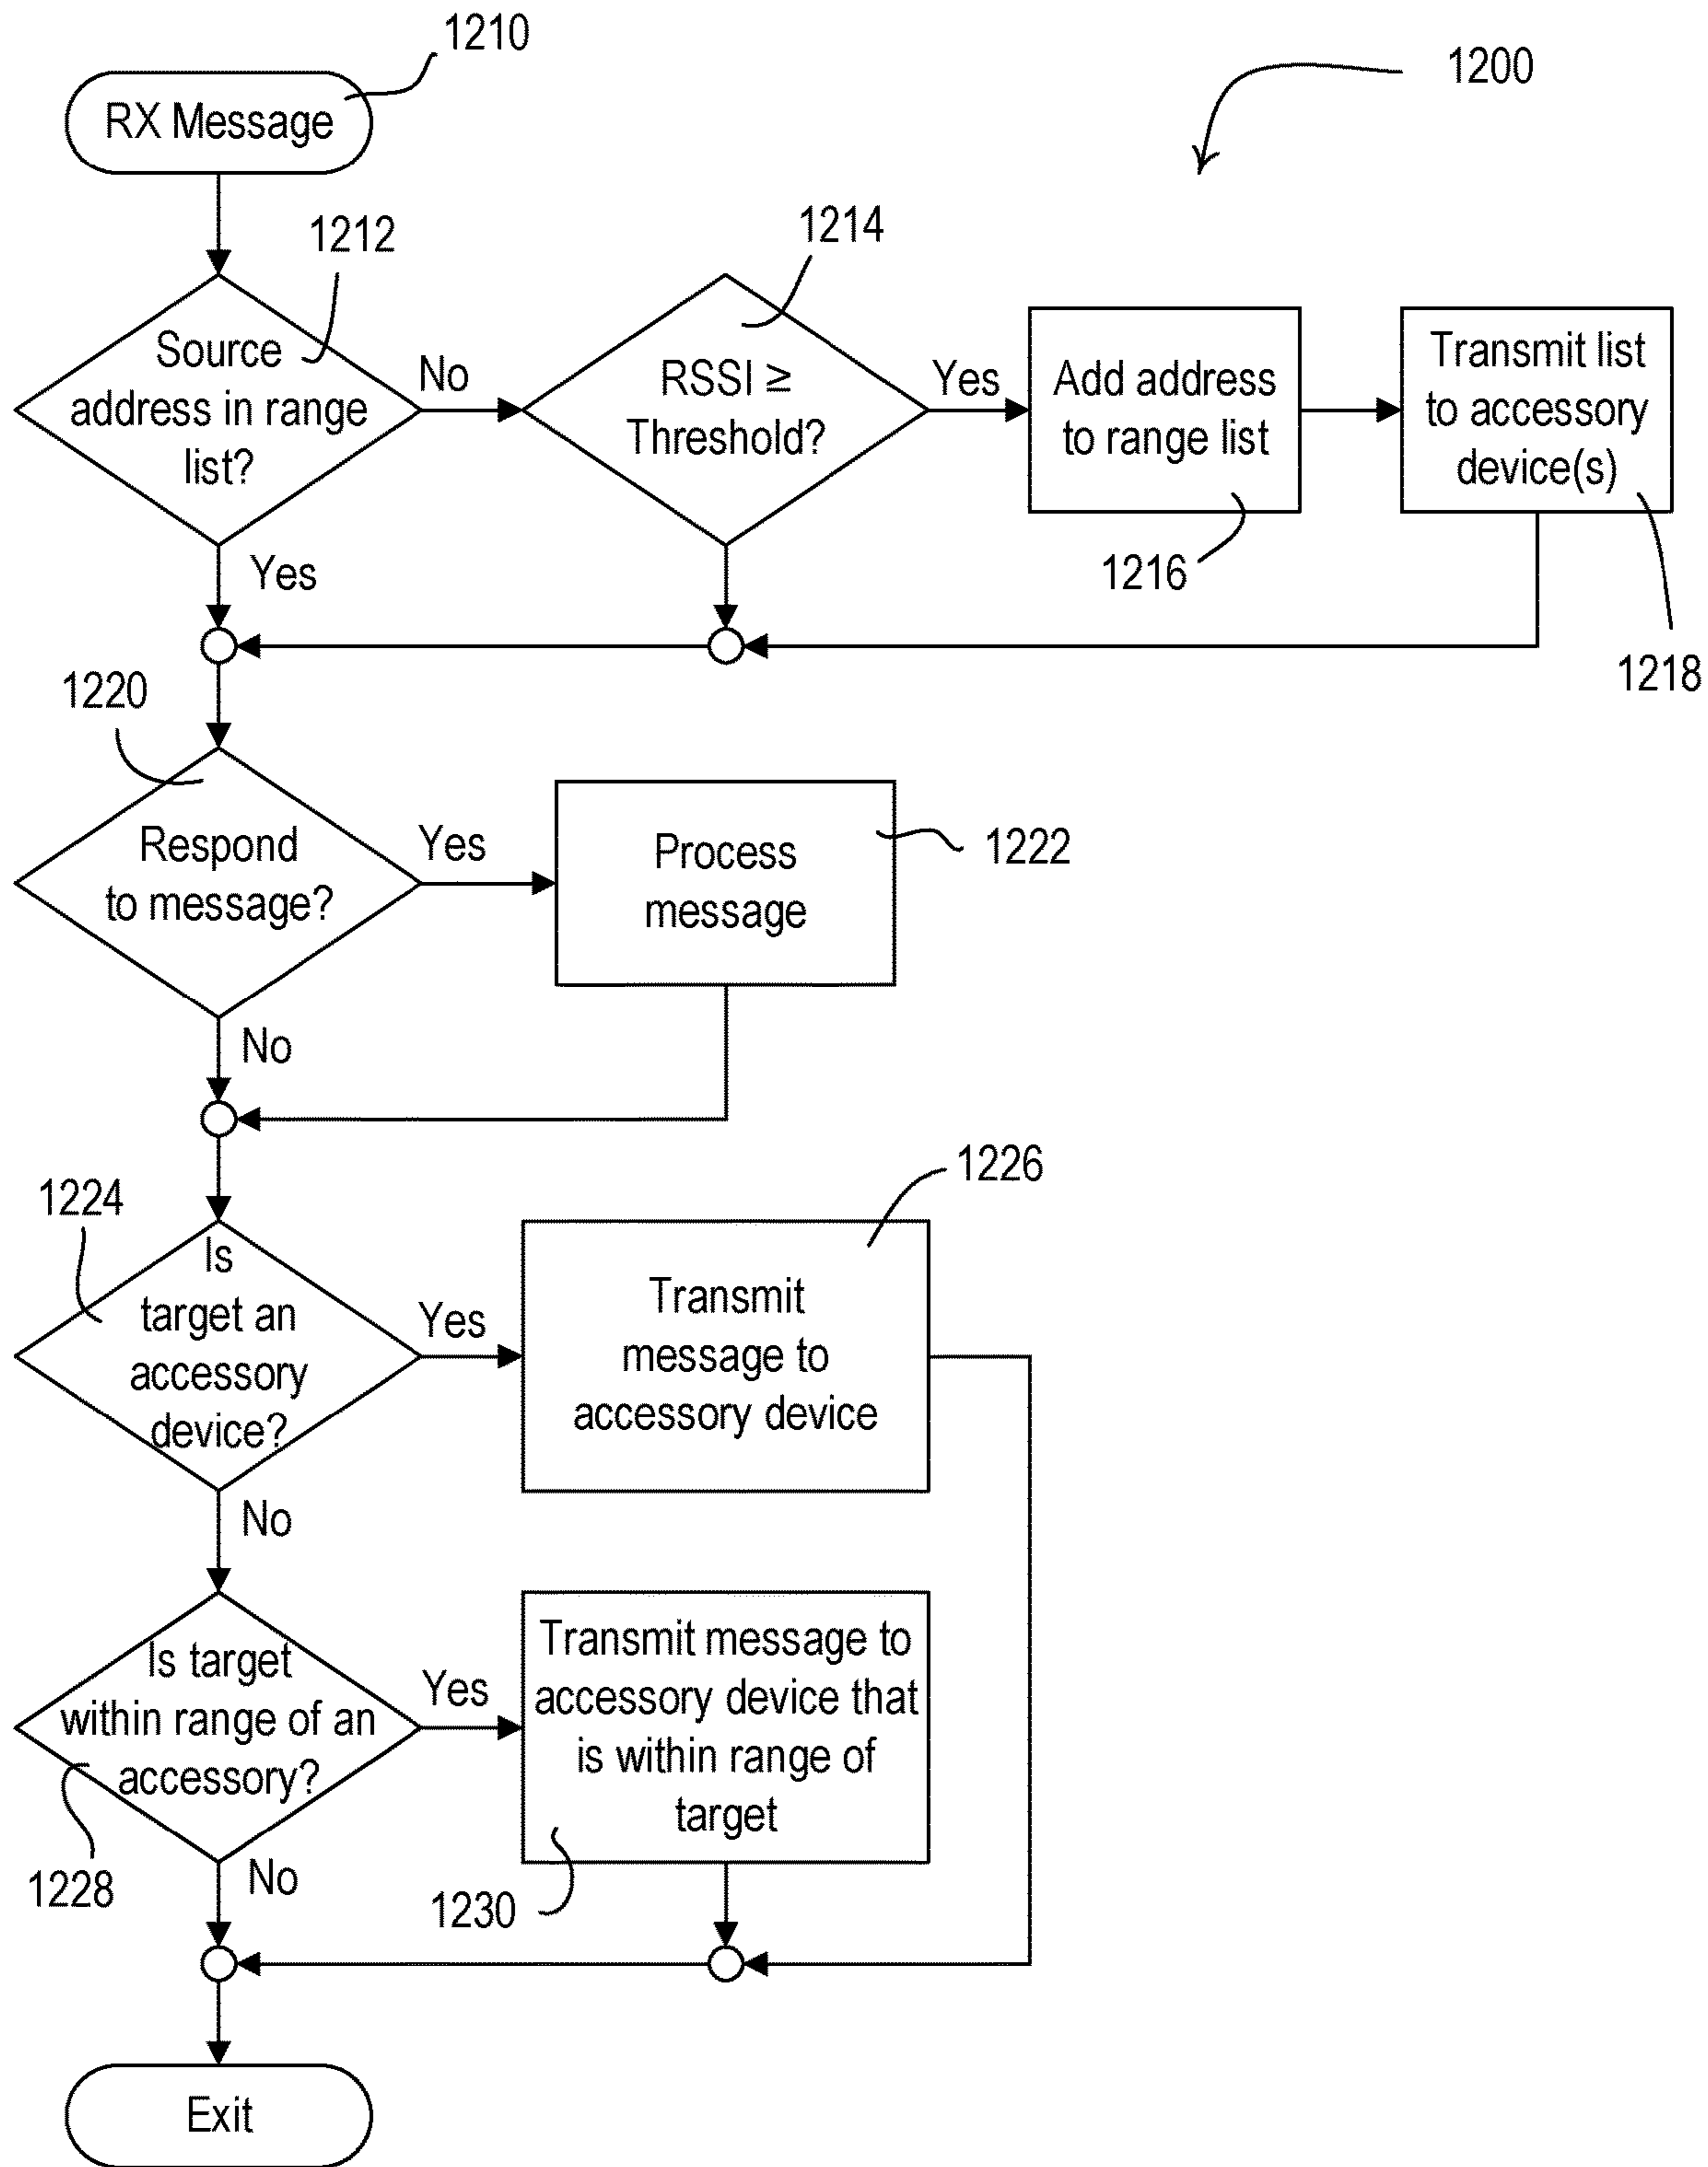 1210
RX Message
1200
1212
1214
Source
address in range
list?
No
RSSI ≥
Threshold?
Yes
Add address
to range list
Transmit list
to accessory
device(s)
1216
Yes
1218
1220
Respond
to message?
Yes
Process
message
1222
No
1226
1224
Is
target an
accessory
device?
Yes
Transmit
message to
accessory device
No
Is target
within range of an
accessory?
Yes
Transmit message to
accessory device that
is within range of
target
1228
No
1230
Exit